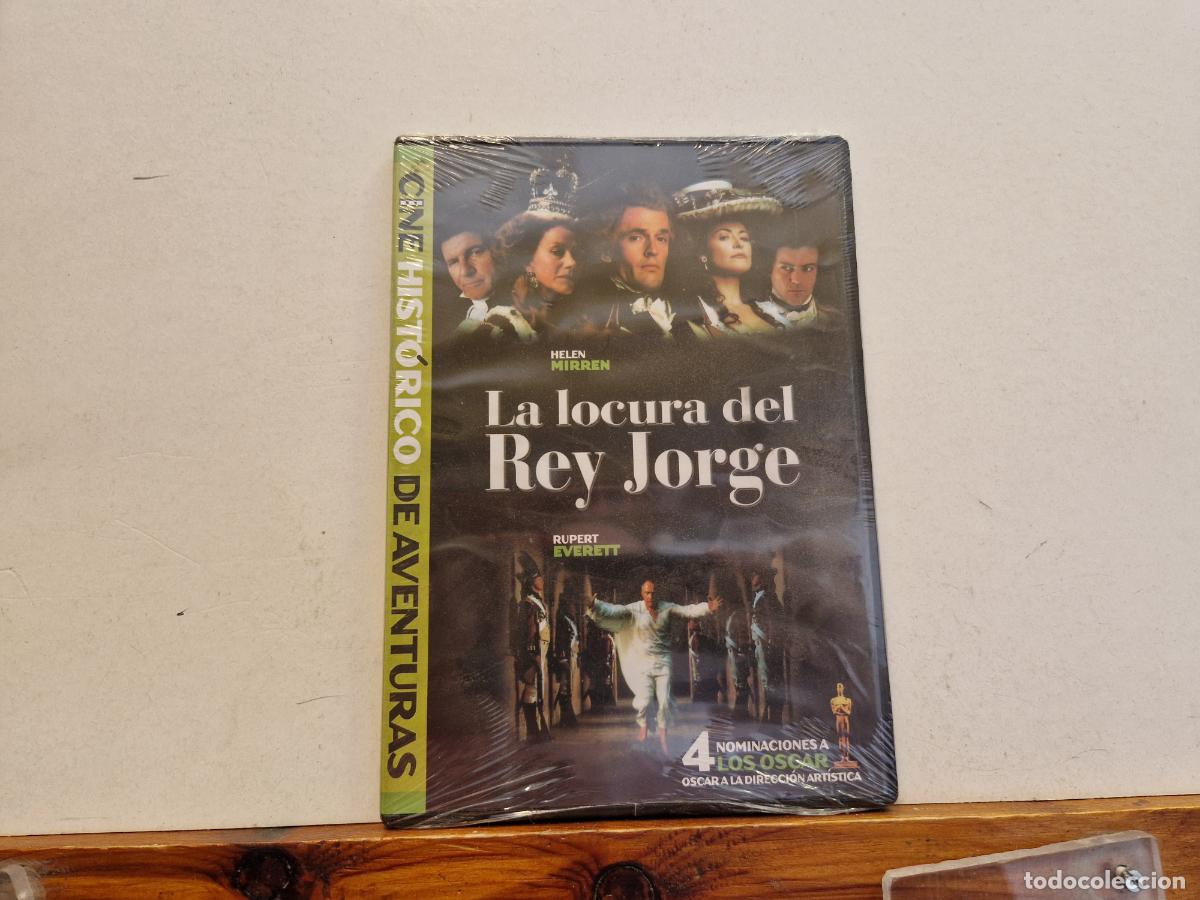 CINE HISTÓRICO DE AVENTURAS
HELEN
MIRREN
La locura del
Rey Jorge
RUPERT
EVERETT
4 NOMINACIONES A
LOS OSCAR
OSCAR A LA DIRECCIÓN ARTÍSTICA
todocoleccion